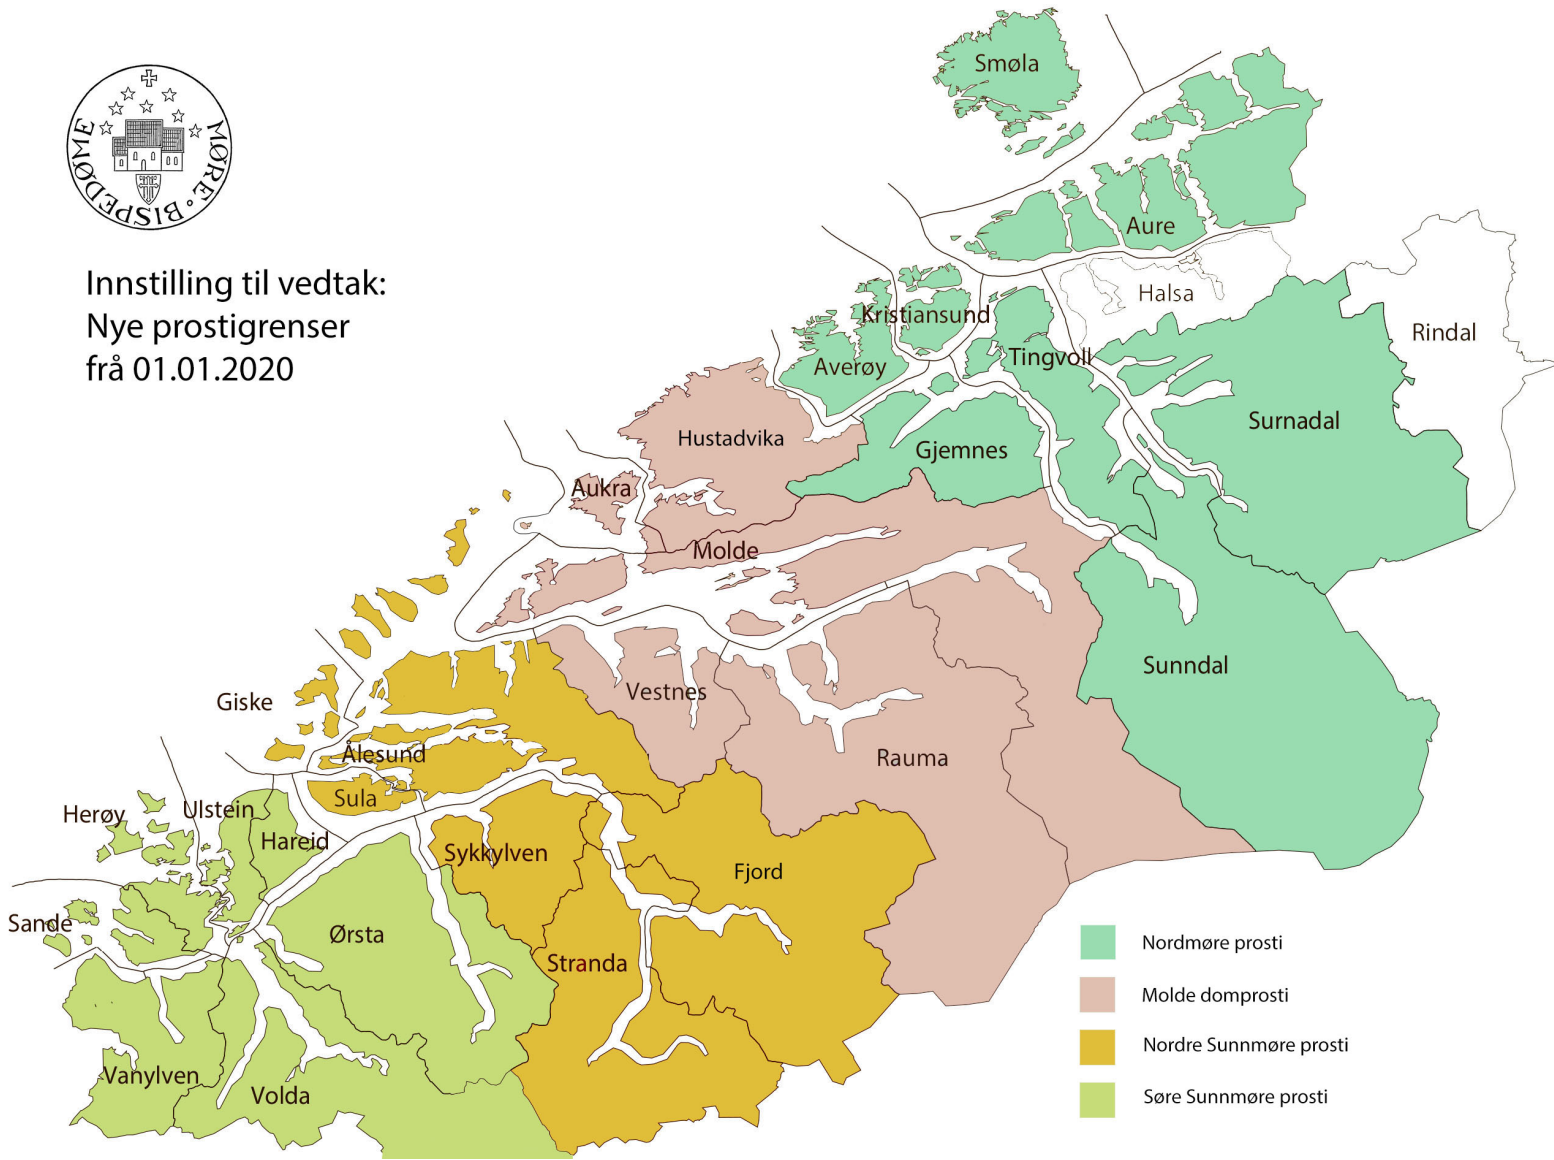 MØRE · BISPEDØME
Innstilling til vedtak:
Nye prostigrenser
frå 01.01.2020
Smøla
Aure
Halsa
Rindal
Kristiansund
Tingvoll
Averøy
Surnadal
Hustadvika
Gjemnes
Aukra
Molde
Sunndal
Vestnes
Giske
Rauma
Ålesund
Sula
Ulstein
Herøy
Hareid
Sykkylven
Fjord
Sande
Ørsta
Stranda
Vanylven
Volda
Nordmøre prosti
Molde domprosti
Nordre Sunnmøre prosti
Søre Sunnmøre prosti